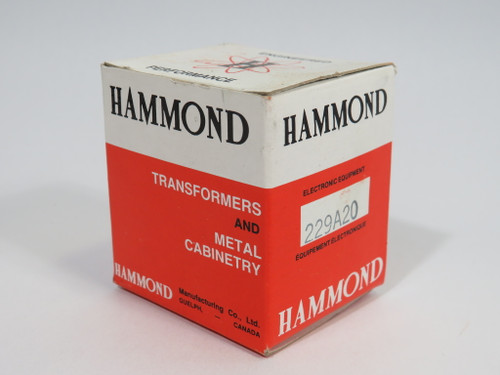 ENGINEERED
PERFORMANCE
HAMMOND
TRANSFORMERS
AND
METAL
CABINETRY
HAMMOND
Manufacturing Co., Ltd.
GUELPH, — CANADA
HAMMOND
ELECTRONIC EQUIPMENT
229A20
EQUIPEMENT ELECTRONIQUE
HAMMOND